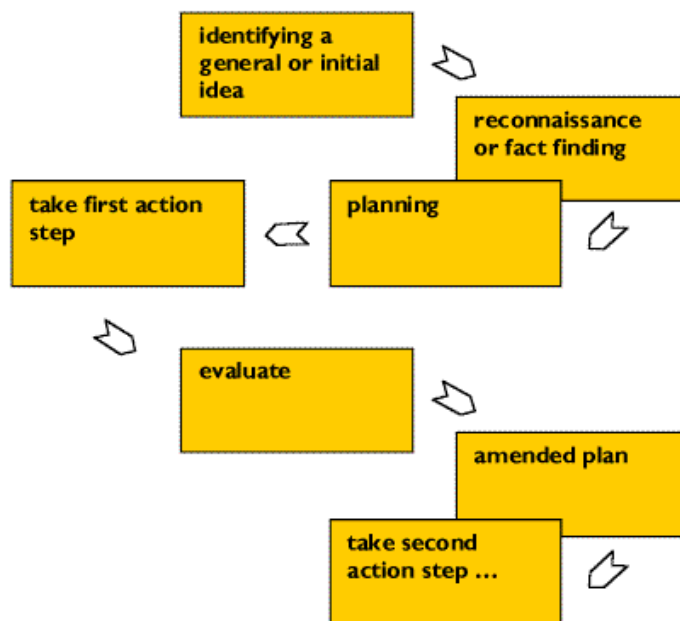 identifying a
general or initial
idea
reconnaissance
or fact finding
planning
take first action
step
evaluate
amended plan
take second
action step ...